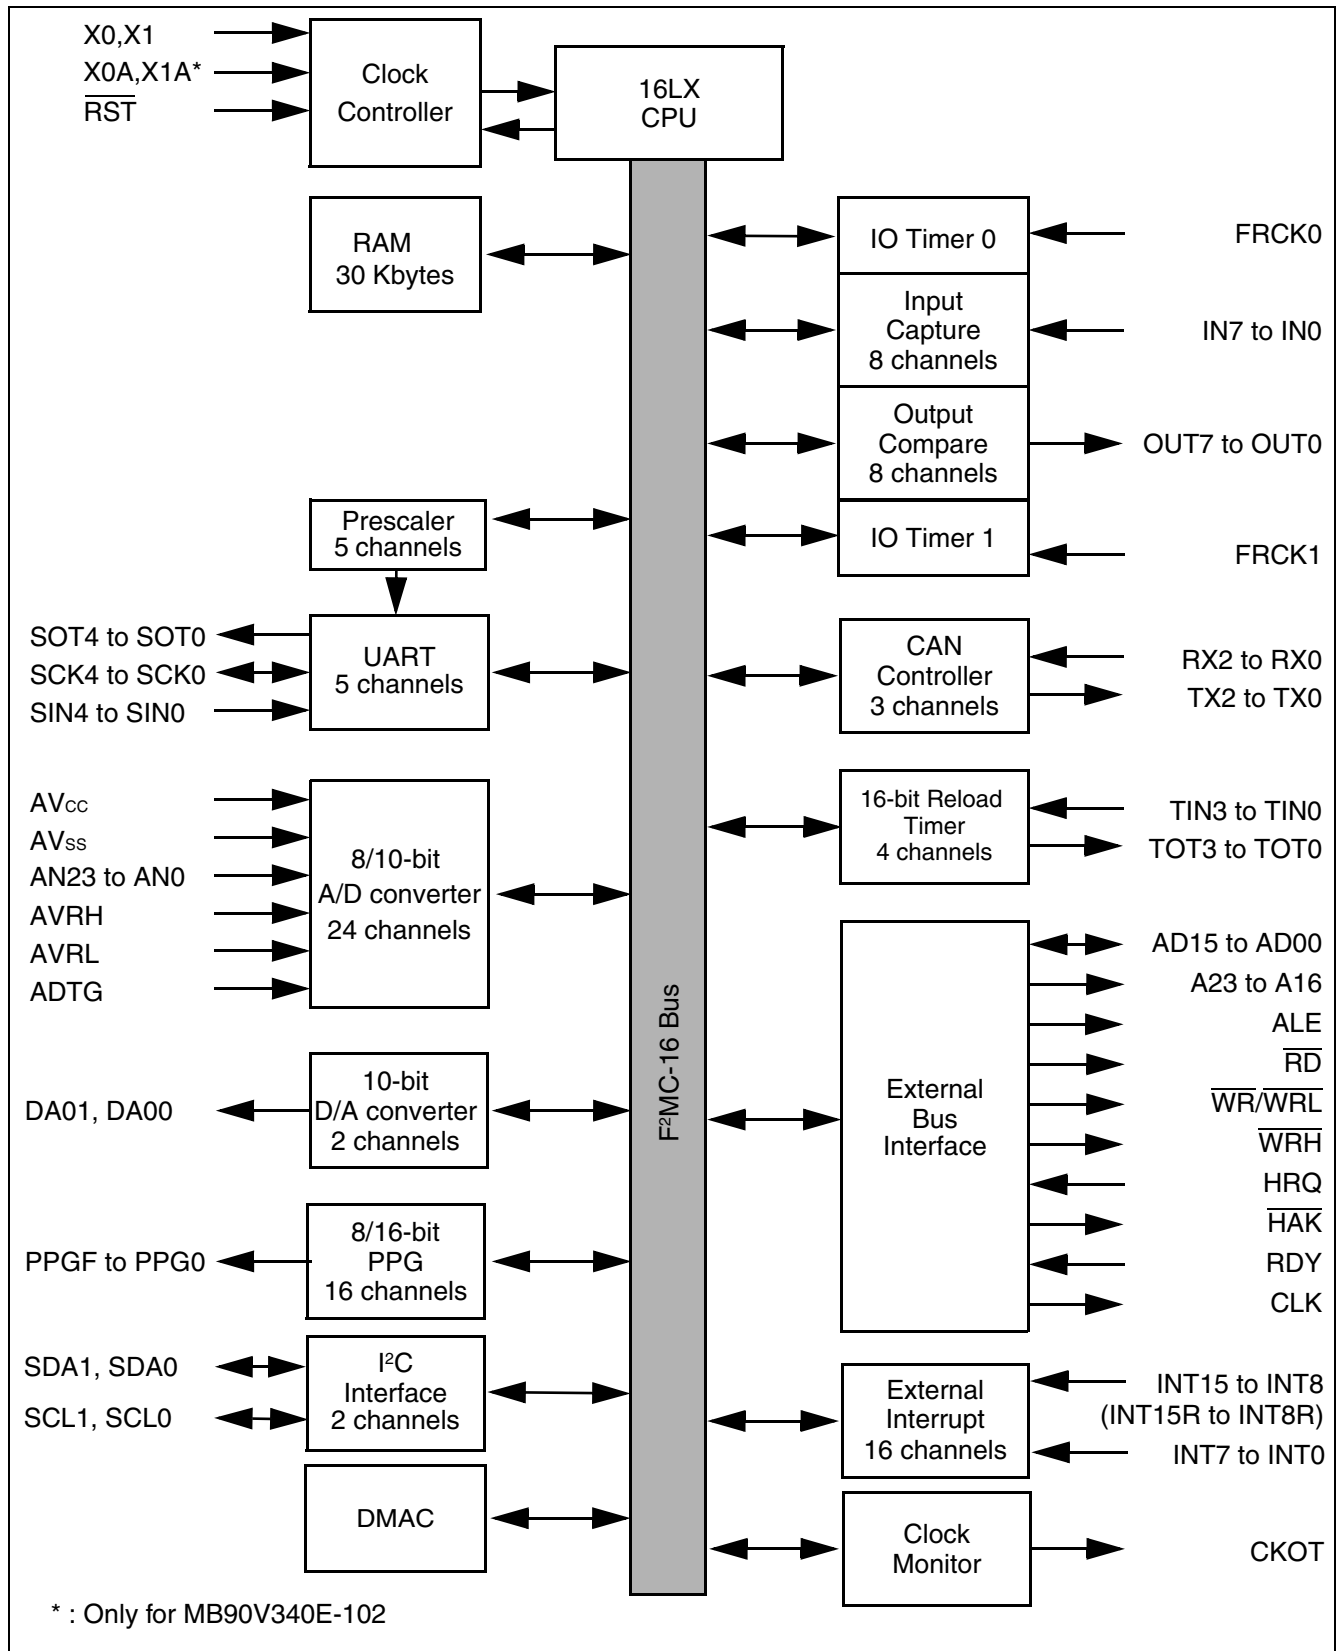 X0,X1
X0A,X1A*
RST
Clock
Controller
16LX
CPU
RAM
30 Kbytes
Prescaler
5 channels
SOT4 to SOT0
SCK4 to SCK0
SIN4 to SIN0
UART
5 channels
AVCC
AVSS
AN23 to AN0
AVRH
AVRL
ADTG
8/10-bit
A/D converter
24 channels
DA01, DA00
10-bit
D/A converter
2 channels
PPGF to PPG0
8/16-bit
PPG
16 channels
SDA1, SDA0
SCL1, SCL0
I²C
Interface
2 channels
DMAC
F²MC-16 Bus
IO Timer 0
FRCK0
Input
Capture
8 channels
IN7 to IN0
Output
Compare
8 channels
OUT7 to OUT0
IO Timer 1
FRCK1
CAN
Controller
3 channels
RX2 to RX0
TX2 to TX0
16-bit Reload
Timer
4 channels
TIN3 to TIN0
TOT3 to TOT0
External
Bus
Interface
AD15 to AD00
A23 to A16
ALE
RD
WR/WRL
WRH
HRQ
HAK
RDY
CLK
External
Interrupt
16 channels
INT15 to INT8
(INT15R to INT8R)
INT7 to INT0
Clock
Monitor
CKOT
* : Only for MB90V340E-102